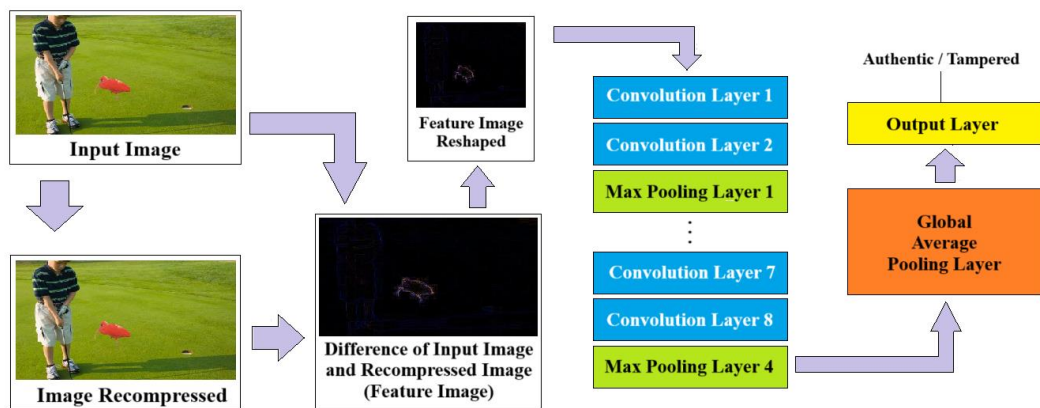 Input Image
Image Recompressed
Difference of Input Image
and Recompressed Image
(Feature Image)
Feature Image
Reshaped
Convolution Layer 1
Convolution Layer 2
Max Pooling Layer 1
Convolution Layer 7
Convolution Layer 8
Max Pooling Layer 4
Global
Average
Pooling Layer
Output Layer
Authentic / Tampered